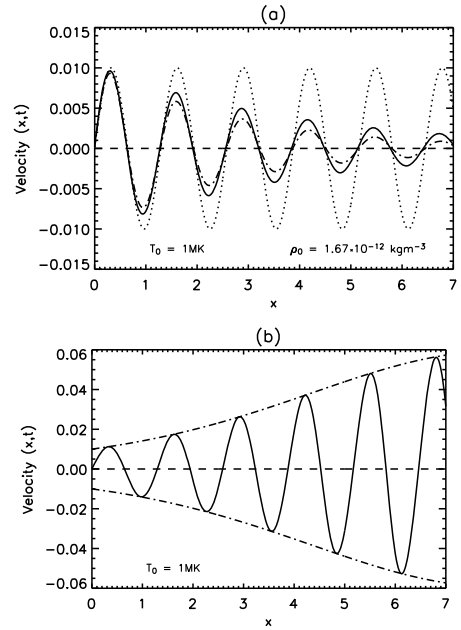 (a)
0.015
0.010
0.005
0.000
−0.005
−0.010
−0.015
Velocity (x,t)
T₀ = 1MK
ρ₀ = 1.67*10⁻¹² kgm⁻³
0 1 2 3 4 5 6 7
x
(b)
0.06
0.04
0.02
0.00
−0.02
−0.04
−0.06
Velocity (x,t)
T₀ = 1MK
0 1 2 3 4 5 6 7
x